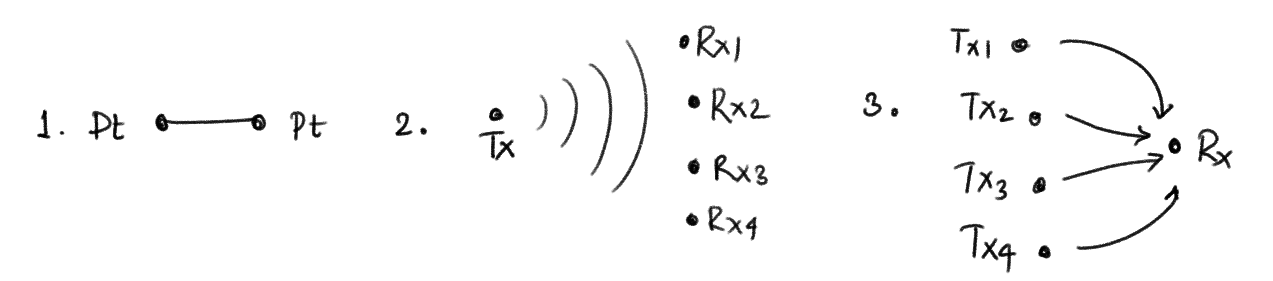 1. Pt Pt
2. Tx
Rx1
Rx2
Rx3
Rx4
3. Tx1
Tx2
Tx3
Tx4
Rx